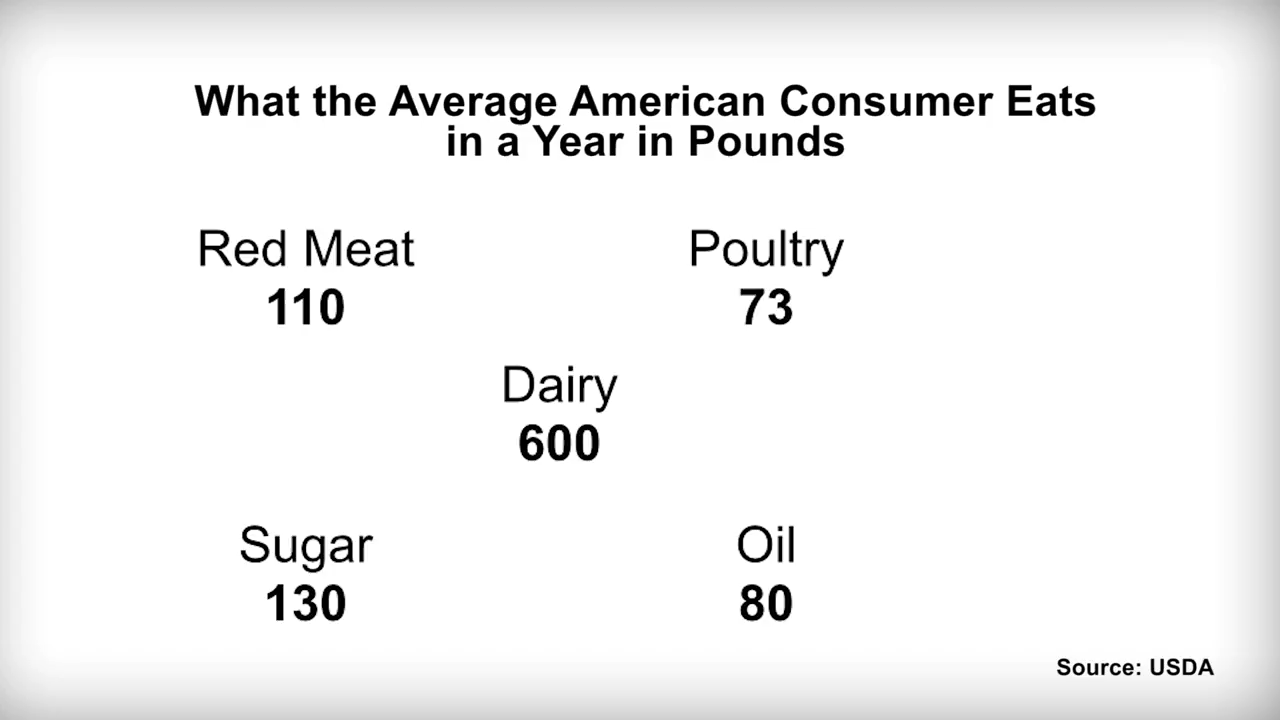 What the Average American Consumer Eats
in a Year in Pounds
Red Meat
110
Poultry
73
Dairy
600
Sugar
130
Oil
80
Source: USDA